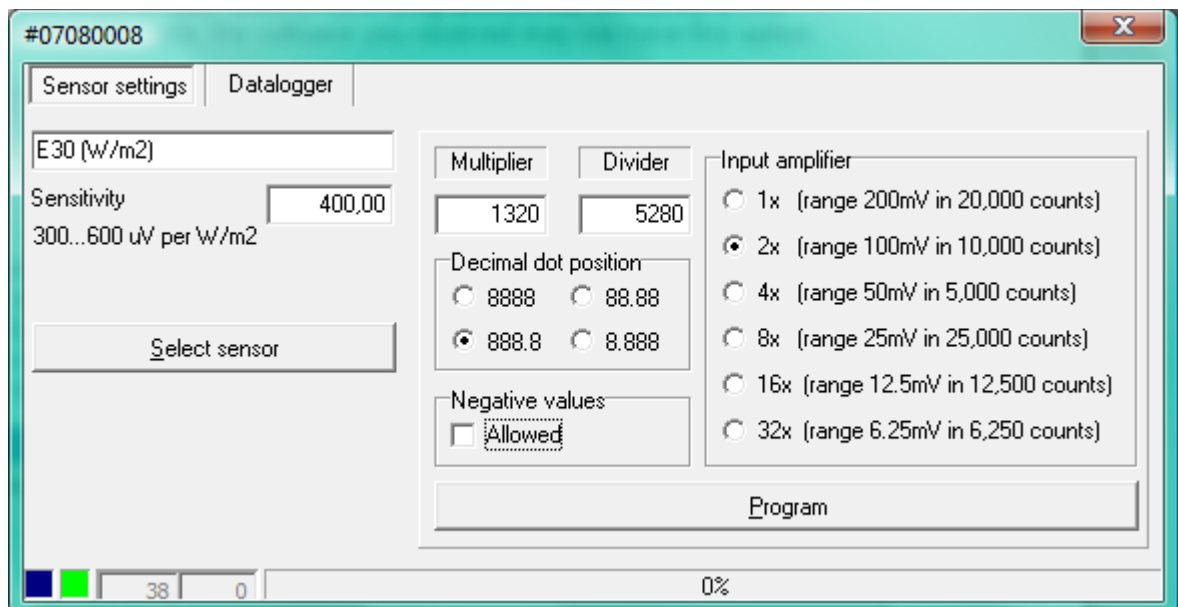 #07080008
Sensor settings
Datalogger
E30 (W/m2)
Sensitivity
400,00
300...600 uV per W/m2
Select sensor
Multiplier
Divider
1320
5280
Decimal dot position
8888
88.88
888.8
8.888
Negative values
Allowed
Input amplifier
1x (range 200mV in 20,000 counts)
2x (range 100mV in 10,000 counts)
4x (range 50mV in 5,000 counts)
8x (range 25mV in 25,000 counts)
16x (range 12.5mV in 12,500 counts)
32x (range 6.25mV in 6,250 counts)
Program
38
0
0%